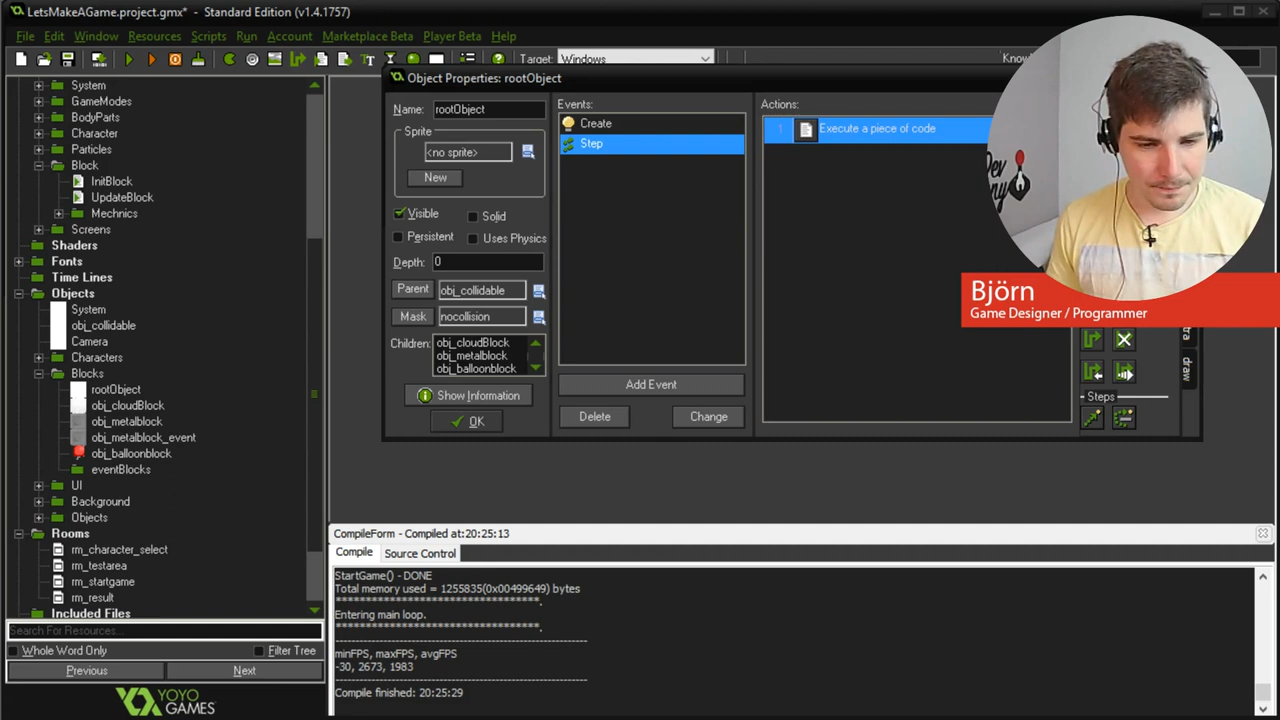 LetsMakeAGame.project.gmx* - Standard Edition (v1.4.1757)
File Edit Window Resources Scripts Run Account Marketplace Beta Player Beta Help
Target: Windows
System
GameModes
BodyParts
Character
Particles
Block
InitBlock
UpdateBlock
Mechnics
Screens
Shaders
Fonts
Time Lines
Objects
System
obj_collidable
Camera
Characters
Blocks
rootObject
obj_cloudBlock
obj_metalblock
obj_metalblock_event
obj_balloonblock
eventBlocks
UI
Background
Objects
Rooms
rm_character_select
rm_testarea
rm_startgame
rm_result
Included Files
Search For Resources...
Whole Word Only Filter Tree
Previous Next
YOYO
GAMES™
Object Properties: rootObject
Name: rootObject
Sprite
<no sprite>
New
Visible Solid
Persistent Uses Physics
Depth: 0
Parent obj_collidable
Mask nocollision
Children: obj_cloudBlock
obj_metalblock
obj_balloonblock
Show Information
OK
Events:
Create
Step
Add Event
Delete Change
Actions:
1 Execute a piece of code
Steps
draw
Björn
Game Designer / Programmer
CompileForm - Compiled at:20:25:13
Compile Source Control
StartGame() - DONE
Total memory used = 1255835(0x00499649) bytes
***********************************.
Entering main loop.
***********************************.
minFPS, maxFPS, avgFPS
-30, 2673, 1983
Compile finished: 20:25:29